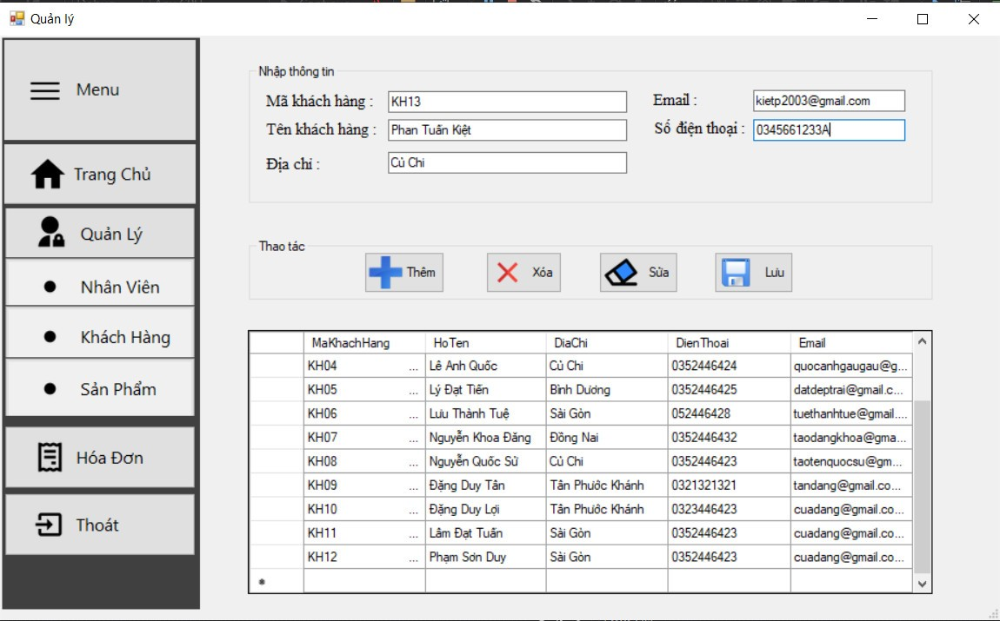 Quản lý
Menu
Trang Chủ
Quản Lý
Nhân Viên
Khách Hàng
Sản Phẩm
Hóa Đơn
Thoát
Nhập thông tin
Mã khách hàng : KH13
Email : kietp2003@gmail.com
Tên khách hàng : Phan Tuấn Kiệt
Số điện thoại : 0345661233A
Địa chỉ : Củ Chi
Thao tác
Thêm Xóa Sửa Lưu
MaKhachHang HoTen DiaChi DienThoai Email
KH04 ... Lê Anh Quốc Củ Chi 0352446424 quocanhgaugau@g...
KH05 ... Lý Đạt Tiến Bình Dương 0352446425 datdeptrai@gmail.c...
KH06 ... Lưu Thành Tuệ Sài Gòn 052446428 tuethanhtue@gmail....
KH07 ... Nguyễn Khoa Đăng Đồng Nai 0352446432 taodangkhoa@gma...
KH08 ... Nguyễn Quốc Sử Củ Chi 0352446423 taotenquocsu@gm...
KH09 ... Đặng Duy Tân Tân Phước Khánh 0321321321 tandang@gmail.co...
KH10 ... Đặng Duy Lợi Tân Phước Khánh 0323446423 cuadang@gmail.co...
KH11 ... Lâm Đạt Tuấn Sài Gòn 0352446423 cuadang@gmail.co...
KH12 ... Phạm Sơn Duy Sài Gòn 0352446423 cuadang@gmail.co...